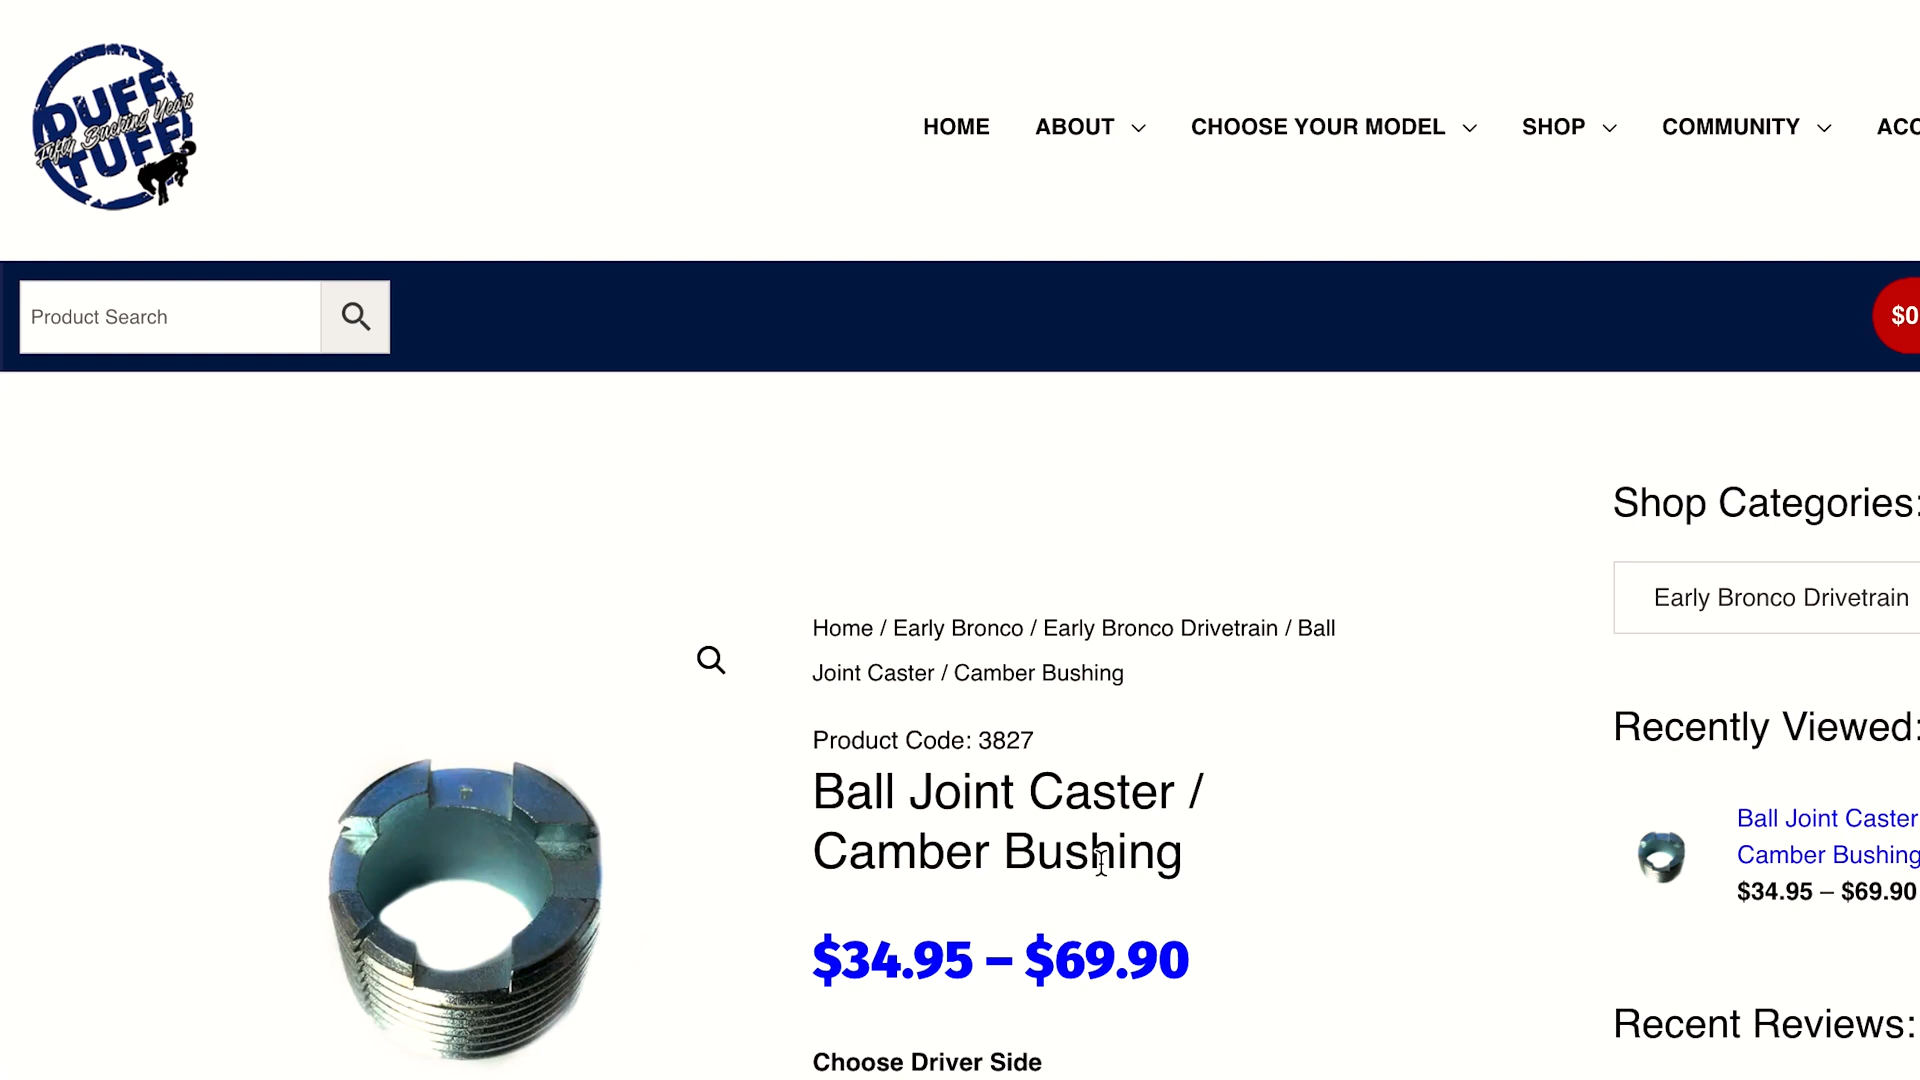 DUFF
Fifty Bucking Years
TUFF
HOME
ABOUT
CHOOSE YOUR MODEL
SHOP
COMMUNITY
ACC
Product Search
$0
Shop Categories:
Early Bronco Drivetrain
Home / Early Bronco / Early Bronco Drivetrain / Ball
Joint Caster / Camber Bushing
Product Code: 3827
Ball Joint Caster /
Camber Bushing
$34.95 – $69.90
Choose Driver Side
Recently Viewed:
Ball Joint Caster
Camber Bushing
$34.95 – $69.90
Recent Reviews: